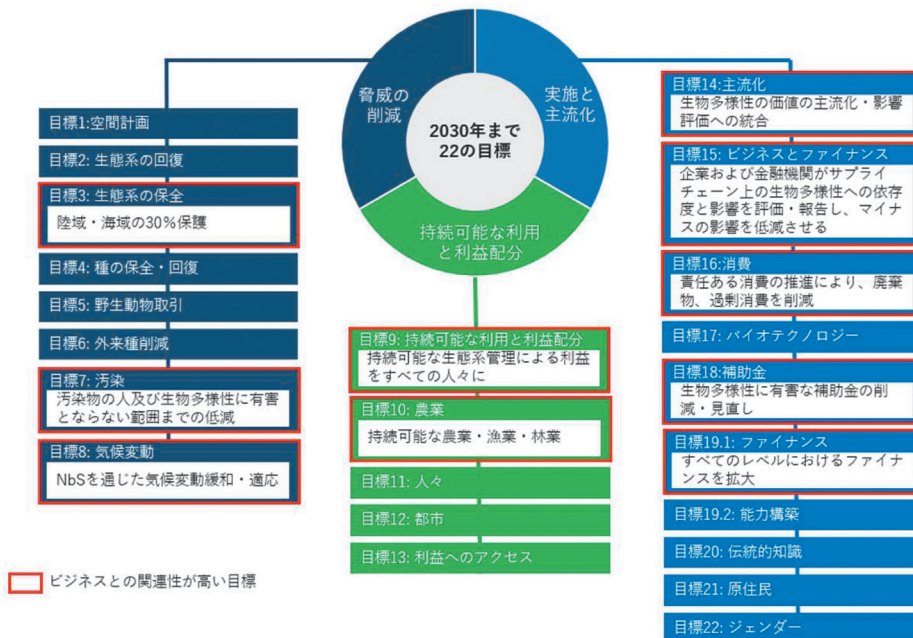 脅威の
削減
実施と
主流化
2030年まで
22の目標
持続可能な利用
と利益配分
目標1:空間計画
目標2: 生態系の回復
目標3: 生態系の保全
陸域・海域の30%保護
目標4: 種の保全・回復
目標5: 野生動物取引
目標6: 外来種削減
目標7: 汚染
汚染物の人及び生物多様性に有害
とならない範囲までの低減
目標8: 気候変動
NbSを通じた気候変動緩和・適応
目標9: 持続可能な利用と利益配分
持続可能な生態系管理による利益
をすべての人々に
目標10: 農業
持続可能な農業・漁業・林業
目標11: 人々
目標12: 都市
目標13: 利益へのアクセス
目標14:主流化
生物多様性の価値の主流化・影響
評価への統合
目標15: ビジネスとファイナンス
企業および金融機関がサプライ
チェーン上の生物多様性への依存
度と影響を評価・報告し、マイナ
スの影響を低減させる
目標16:消費
責任ある消費の推進により、廃棄
物、過剰消費を削減
目標17: バイオテクノロジー
目標18:補助金
生物多様性に有害な補助金の削
減・見直し
目標19.1: ファイナンス
すべてのレベルにおけるファイナ
ンスを拡大
目標19.2: 能力構築
目標20: 伝統的知識
目標21: 原住民
目標22: ジェンダー
ビジネスとの関連性が高い目標